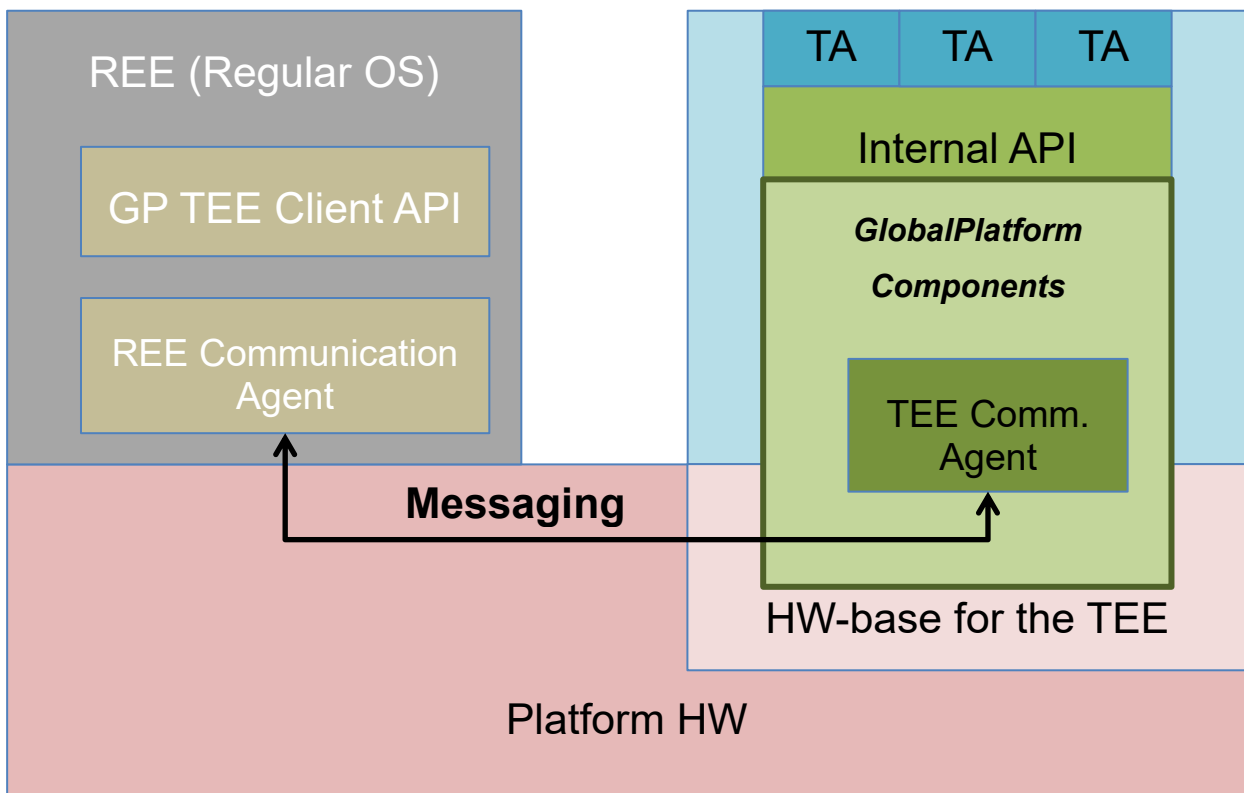 REE (Regular OS)
GP TEE Client API
REE Communication
Agent
TA TA TA
Internal API
GlobalPlatform
Components
TEE Comm.
Agent
Messaging
HW-base for the TEE
Platform HW